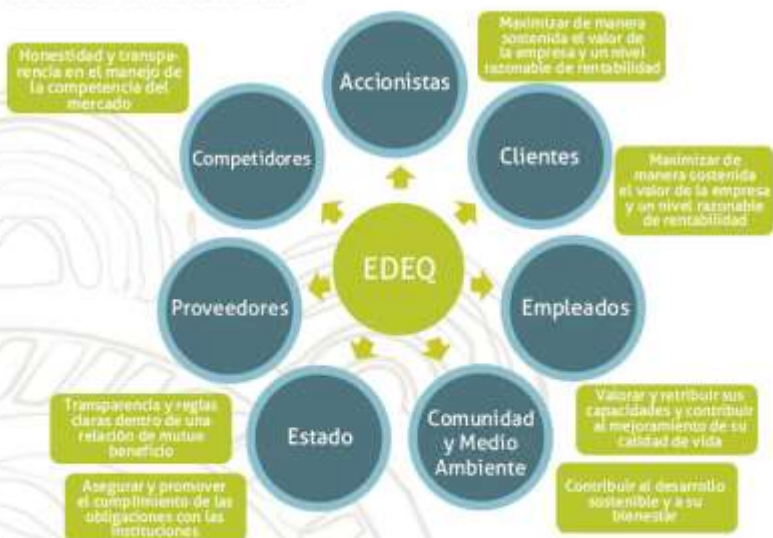 Maximizar de manera
sostenida el valor de
la empresa y un nivel
razonable de rentabilidad
Honestidad y transpa-
rencia en el manejo de
la competencia del
mercado
Accionistas
Competidores
Clientes
Maximizar de
manera sostenida
el valor de la empresa
y un nivel razonable
de rentabilidad
EDEQ
Proveedores
Empleados
Transparencia y reglas
claras dentro de una
relación de mutuo
beneficio
Estado
Comunidad
y Medio
Ambiente
Valorar y retribuir sus
capacidades y contribuir
al mejoramiento de su
calidad de vida
Asegurar y promover
el cumplimiento de las
obligaciones con las
instituciones
Contribuir al desarrollo
sostenible y a su
bienestar